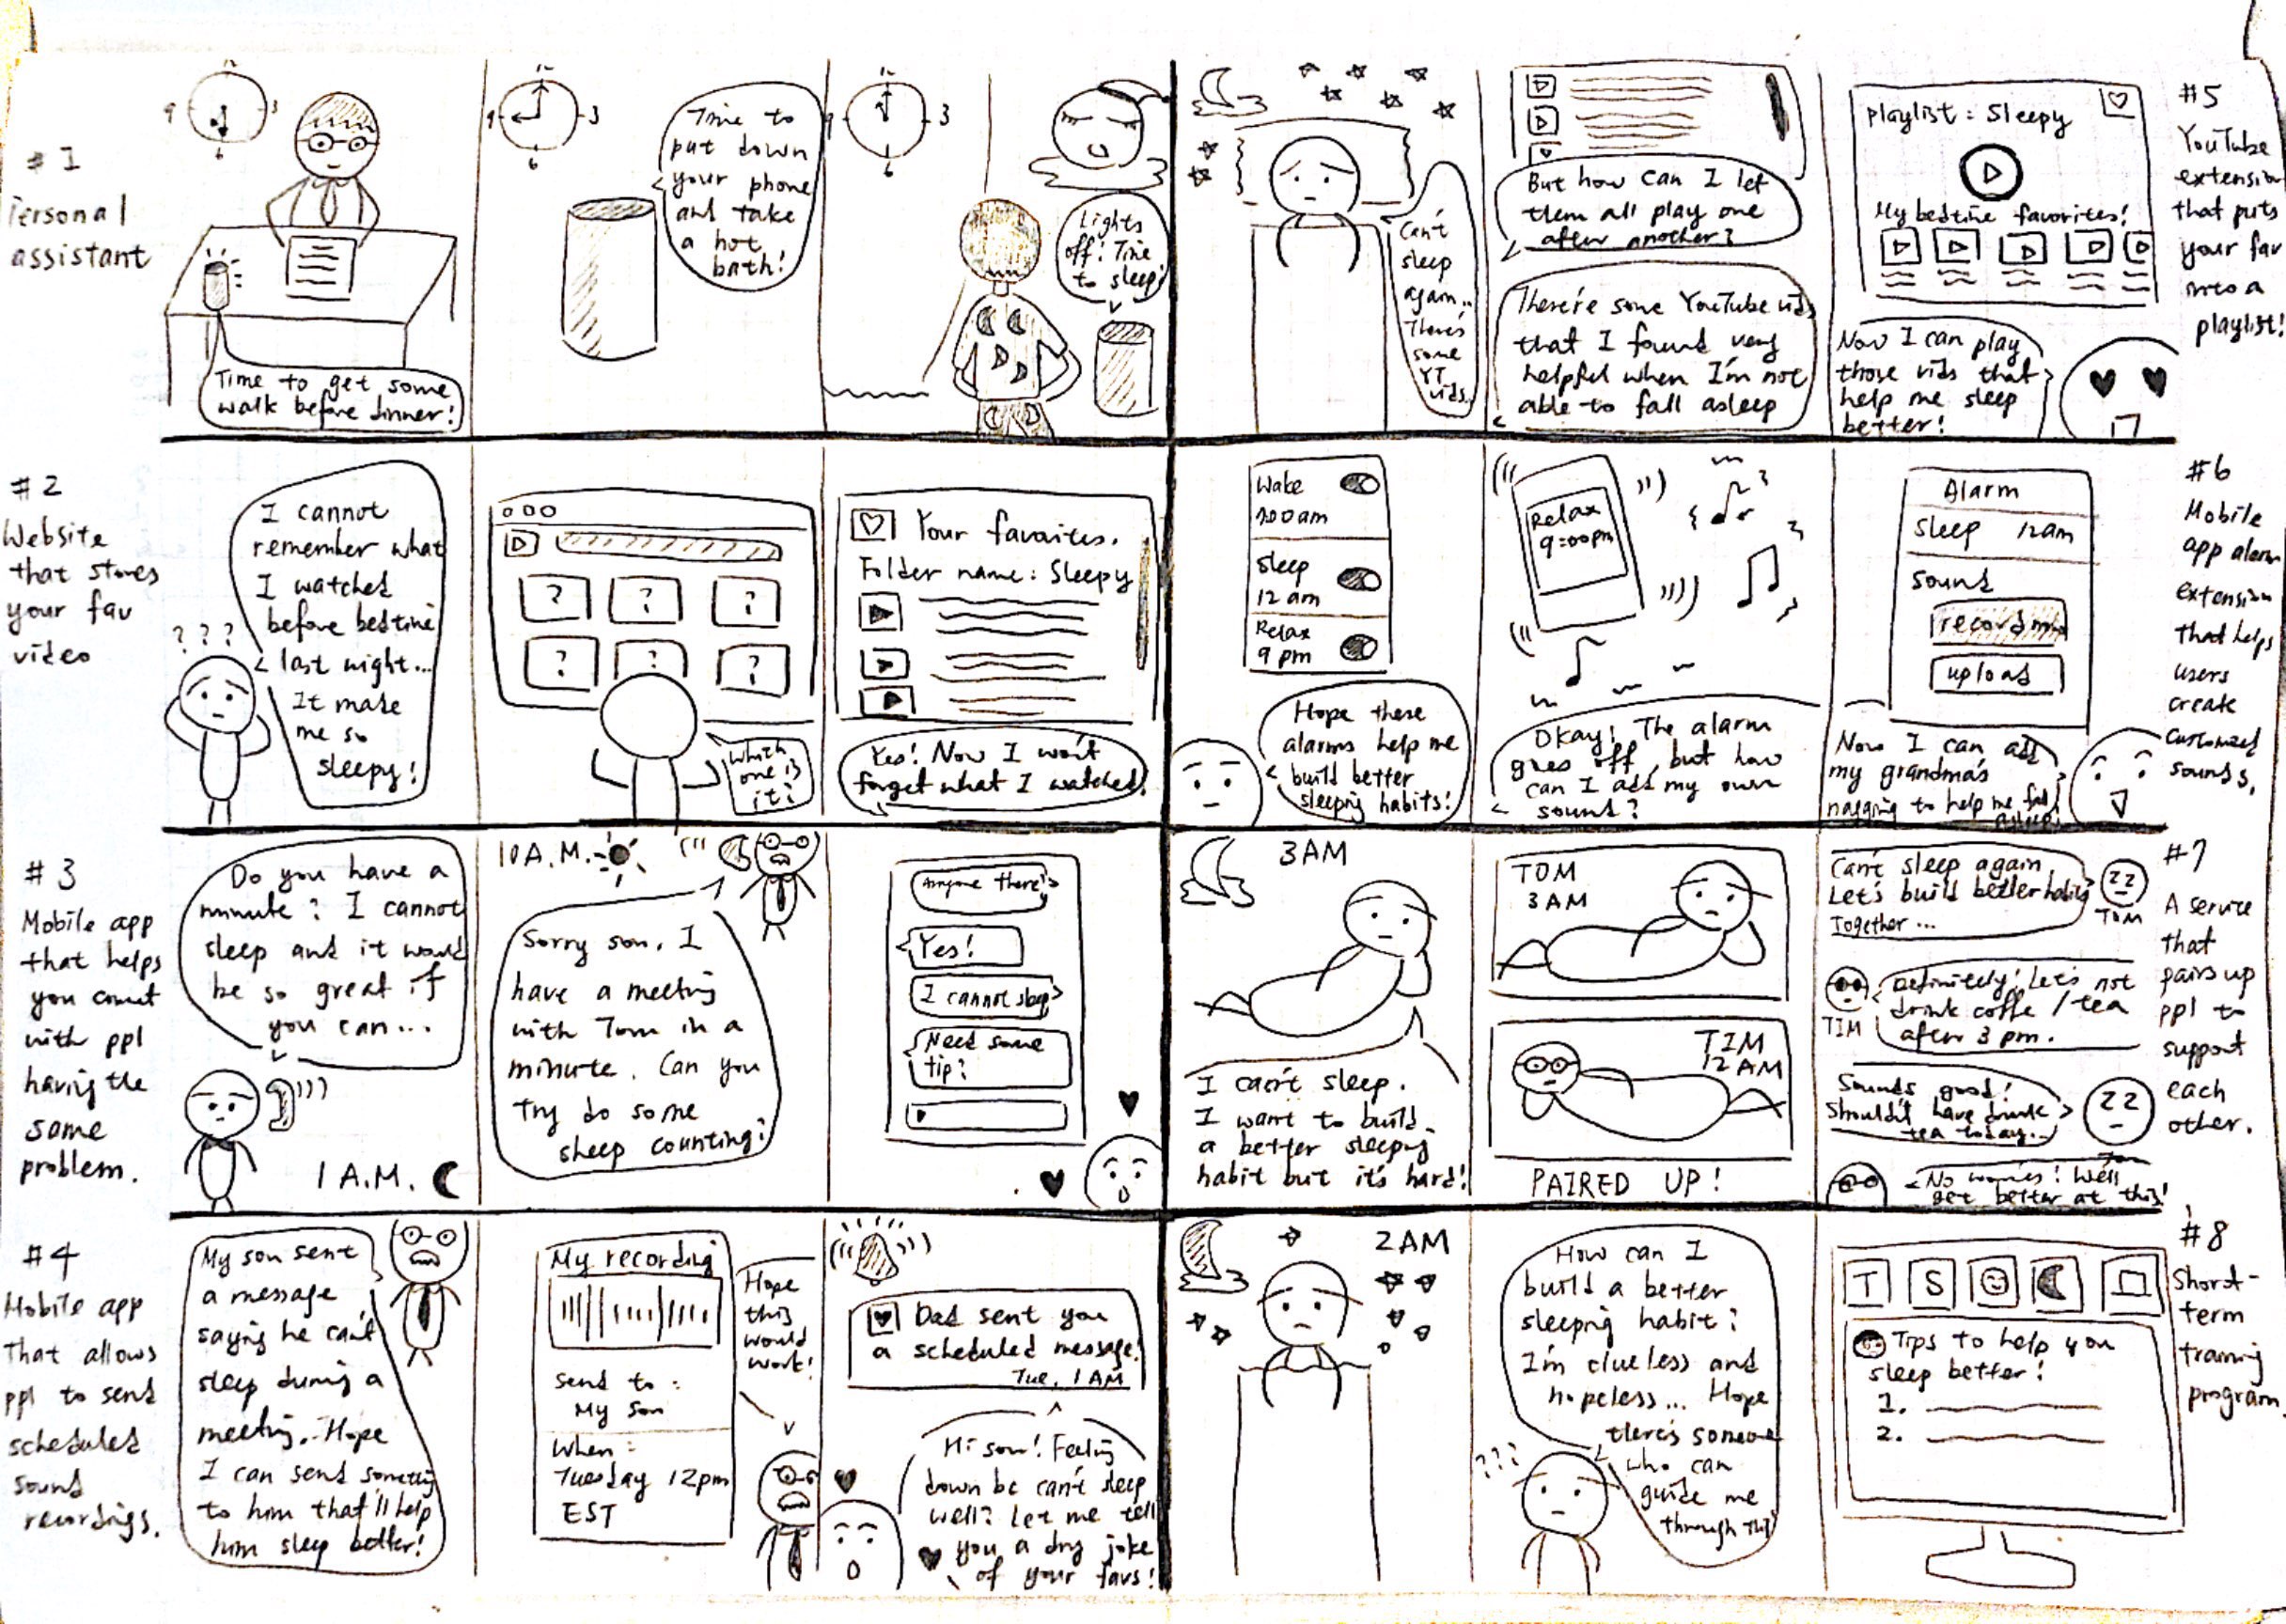 # 1
Personal
assistant
12
9
3
6
Time to get some
walk before dinner!
12
9
3
6
Time to
put down
your phone
and take
a hot
bath!
12
3
6
Lights
off! Time
to sleep!
# 2
Website
that stores
your fav
video
I cannot
remember what
I watched
before bedtime
last night...
It made
me so
sleepy!
? ? ?
? ? ?
? ? ?
Which
one is
it?
Your favorites.
Folder name: Sleepy
Yes! Now I won't
forget what I watched!
# 3
Mobile app
that helps
you connect
with ppl
having the
same
problem.
Do you have a
minute? I cannot
sleep and it would
be so great if
you can...
1 A.M.
10 A.M.
Sorry son, I
have a meeting
with Tom in a
minute. Can you
try do some
sheep counting?
Anyone there?
Yes!
I cannot sleep
Need some
tip?
#4
Mobile app
that allows
ppl to send
scheduled
sound
recordings.
My son sent
a message
saying he can't
sleep during a
meeting. Hope
I can send something
to him that'll help
him sleep better!
My recording
Send to:
My son
When:
Tuesday 12pm
EST
Hope
this
would
work!
Dad sent you
a scheduled message!
Tue, 1 AM
Hi son! Feeling
down bc can't sleep
well? Let me tell
you a dry joke
of your favs!
#5
YouTube
extension
that puts
your fav
into a
playlist!
Can't
sleep
again..
There's
some
YT
vids..
But how can I let
them all play one
after another?
There're some YouTube vids
that I found very
helpful when I'm not
able to fall asleep
playlist: Sleepy
My bedtime favorites!
Now I can play
those vids that
help me sleep
better!
#6
Mobile
app alarm
extension
that helps
users
create
customized
sounds.
Wake
Sleep
12 am
Relax
9 pm
Hope these
alarms help me
build better
sleeping habits!
Relax
9:00pm
Okay! The alarm
goes off, but how
can I add my own
sound?
Alarm
Sleep 12am
Sound
recording
upload
Now I can add
my grandma's
nagging to help me fall
asleep!
#7
A service
that
pairs up
ppl to
support
each
other.
3AM
I can't sleep.
I want to build
a better sleeping
habit but it's hard!
TOM
3 AM
TIM
12 AM
PAIRED UP!
Can't sleep again
Let's build better habits
Together...
TOM
Definitely! Let's not
drink coffe / tea
after 3 pm.
TIM
Sounds good!
Shouldn't have drunk
tea today...
Tom
No worries! We'll
get better at this!
#8
Short-
term
training
program.
2AM
How can I
build a better
sleeping habit?
I'm clueless and
hopeless... Hope
there's someone
who can
guide me
through this!
???
T S
Tips to help you
sleep better!
1.
2.